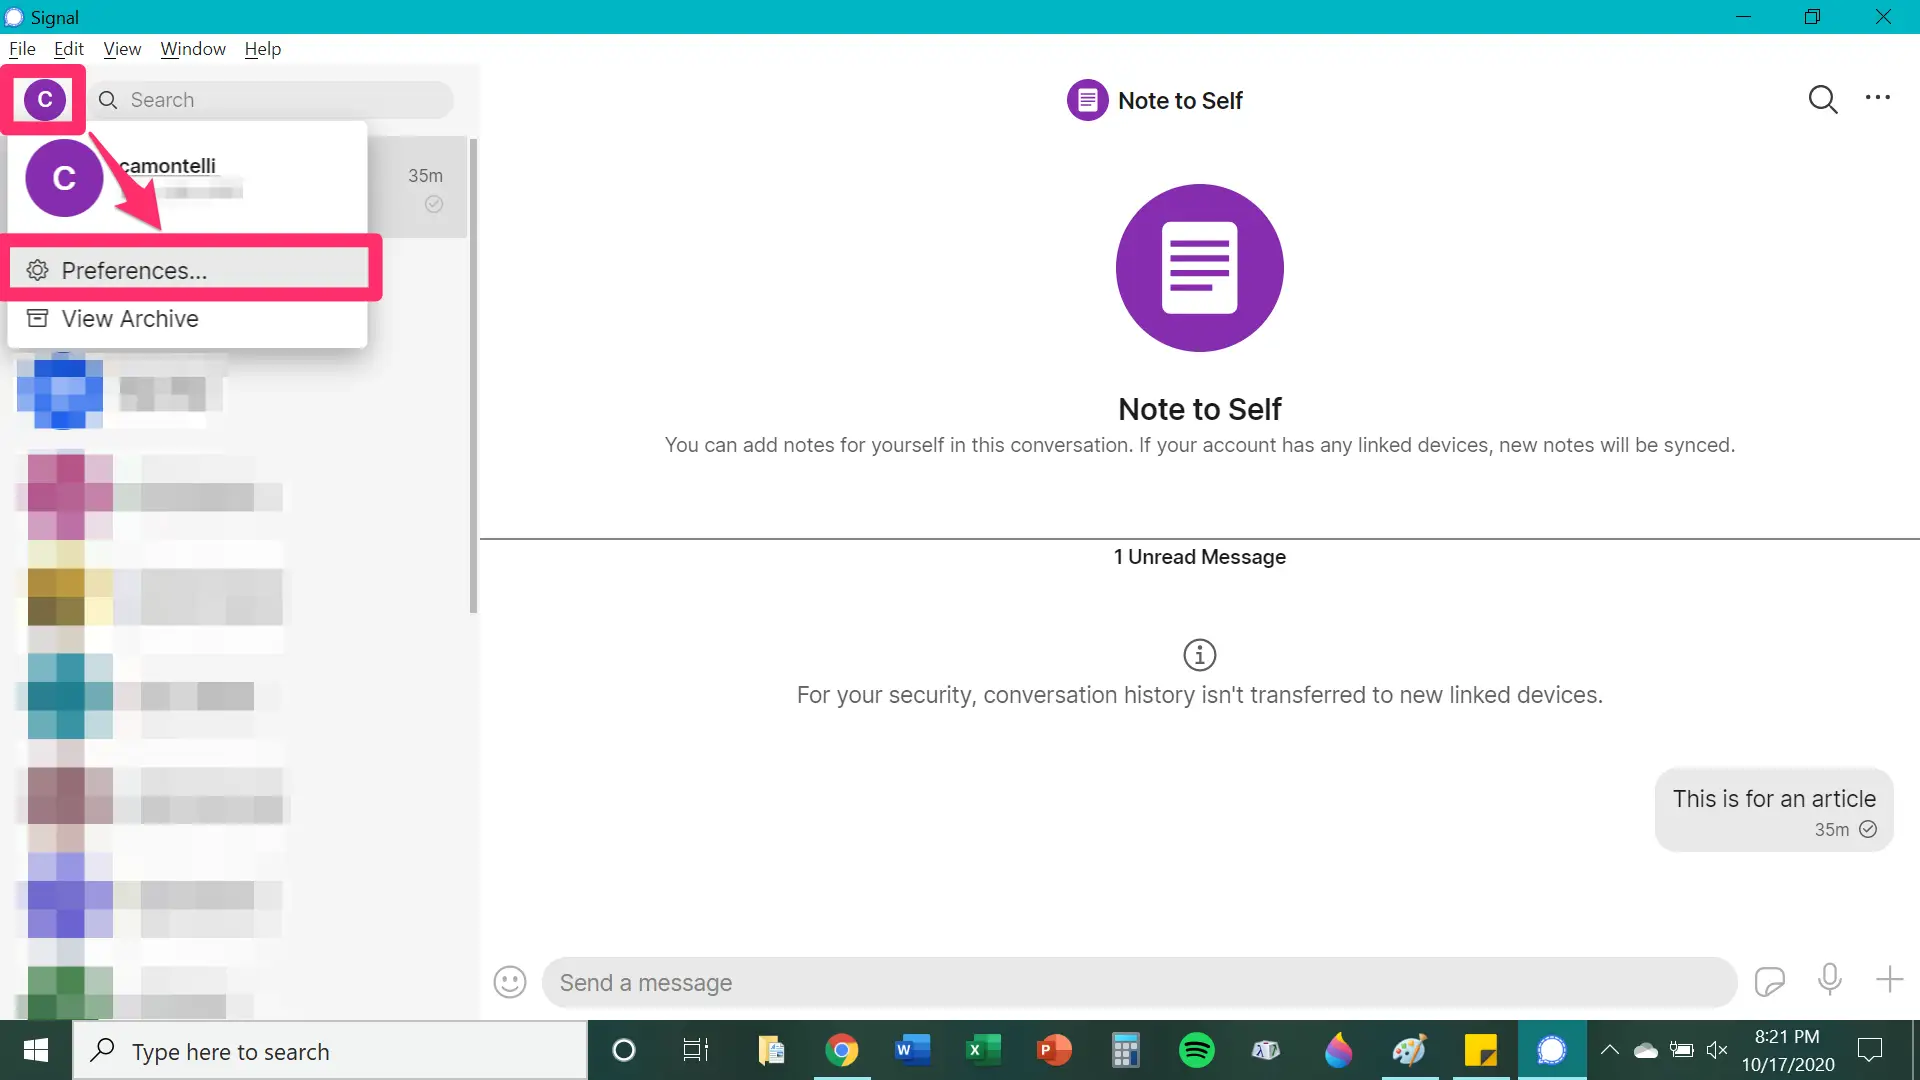 Signal
File Edit View Window Help
C
Search
Note to Self
C
camontelli
35m
Preferences...
View Archive
Note to Self
You can add notes for yourself in this conversation. If your account has any linked devices, new notes will be synced.
1 Unread Message
For your security, conversation history isn't transferred to new linked devices.
This is for an article
35m
Send a message
Type here to search
8:21 PM
10/17/2020